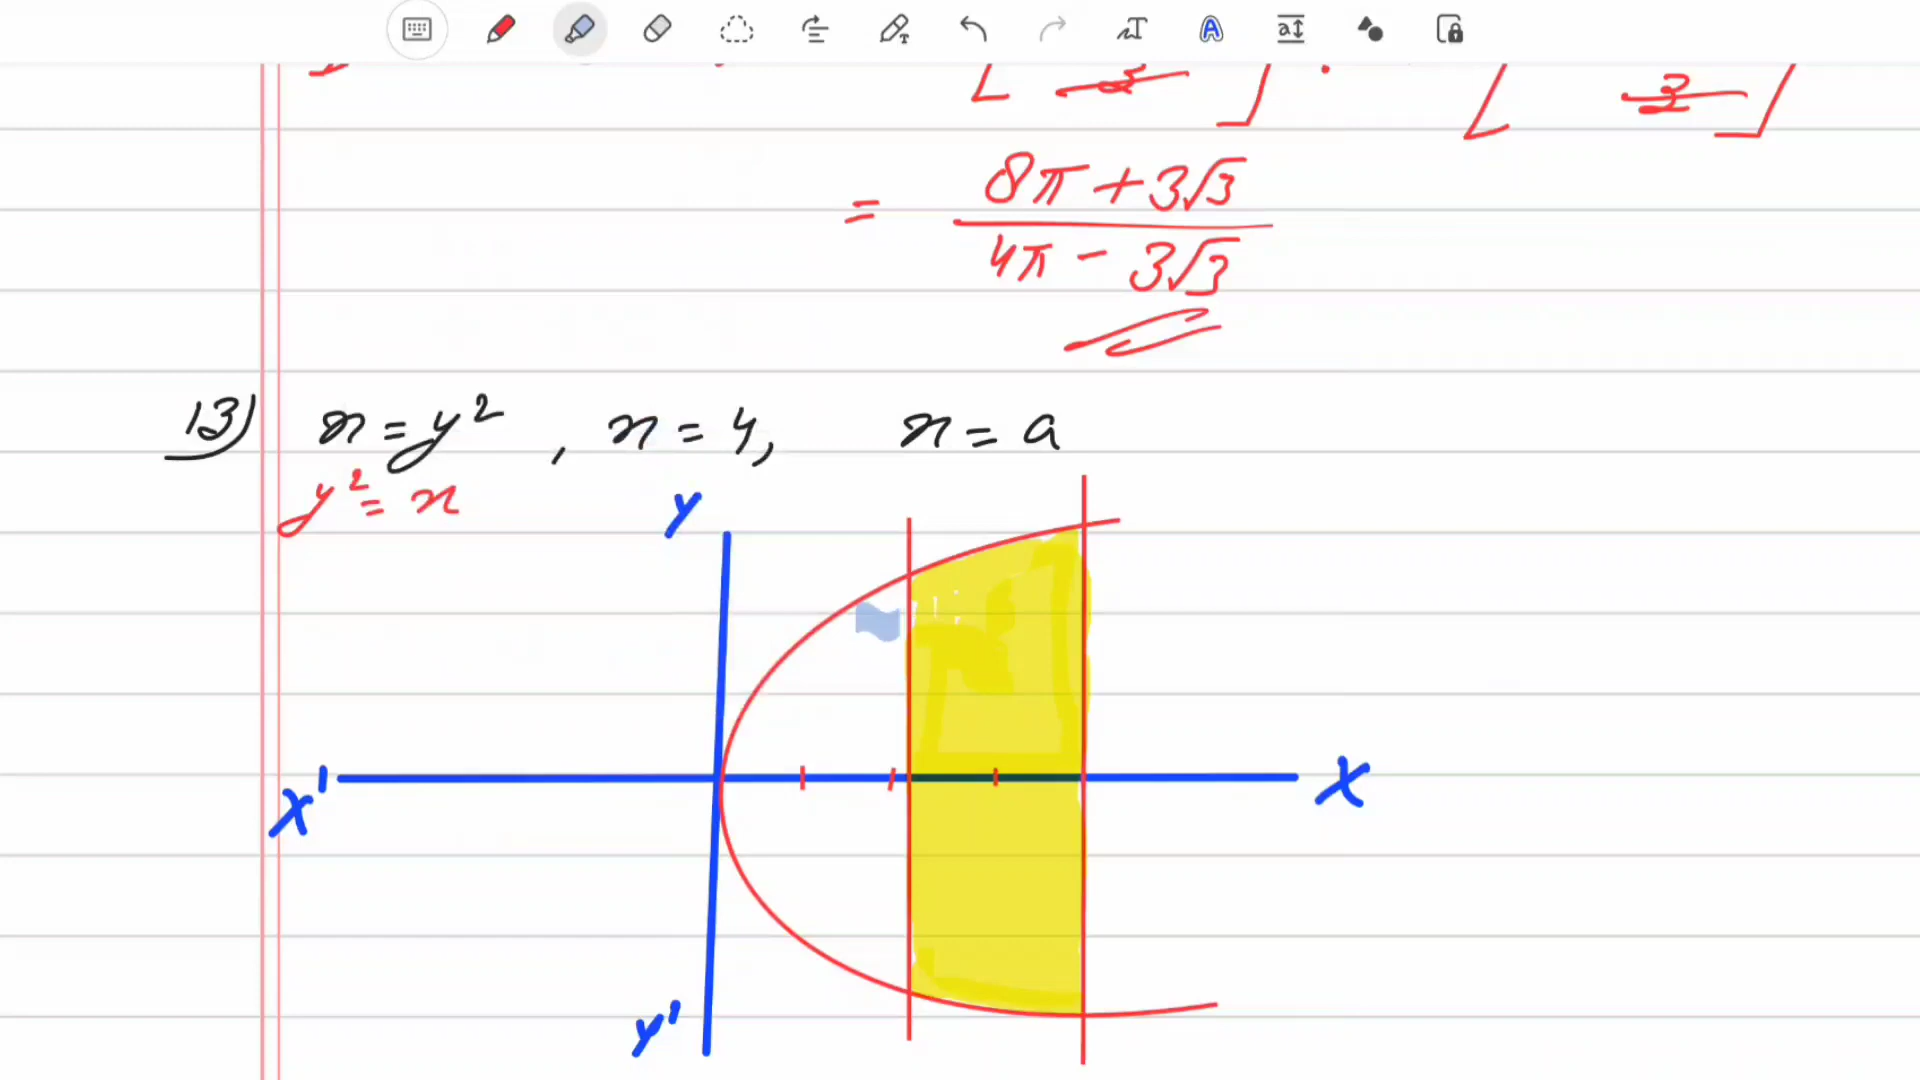 = (8π + 3√3) / (4π - 3√3)
13) x = y², x = 4, x = a
y² = x
Y
X' X
Y'